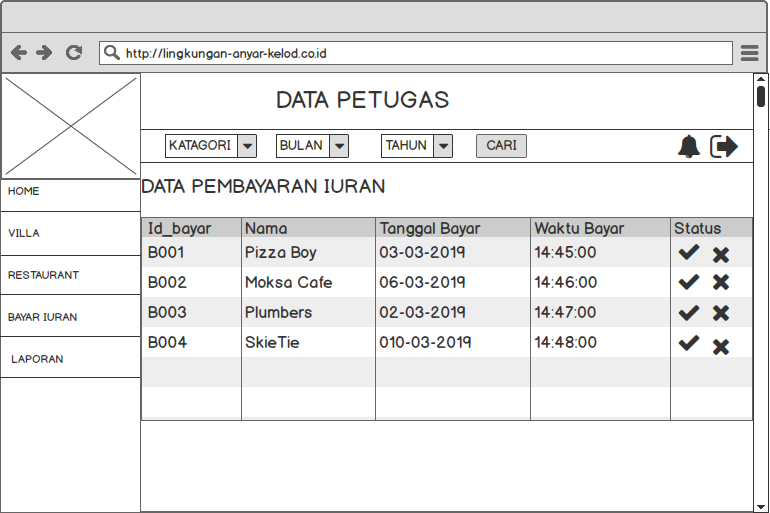 http://lingkungan-anyar-kelod.co.id
DATA PETUGAS
KATAGORI BULAN TAHUN CARI
HOME
VILLA
RESTAURANT
BAYAR IURAN
LAPORAN
DATA PEMBAYARAN IURAN
Id_bayar Nama Tanggal Bayar Waktu Bayar Status
B001 Pizza Boy 03-03-2019 14:45:00
B002 Moksa Cafe 06-03-2019 14:46:00
B003 Plumbers 02-03-2019 14:47:00
B004 SkieTie 010-03-2019 14:48:00